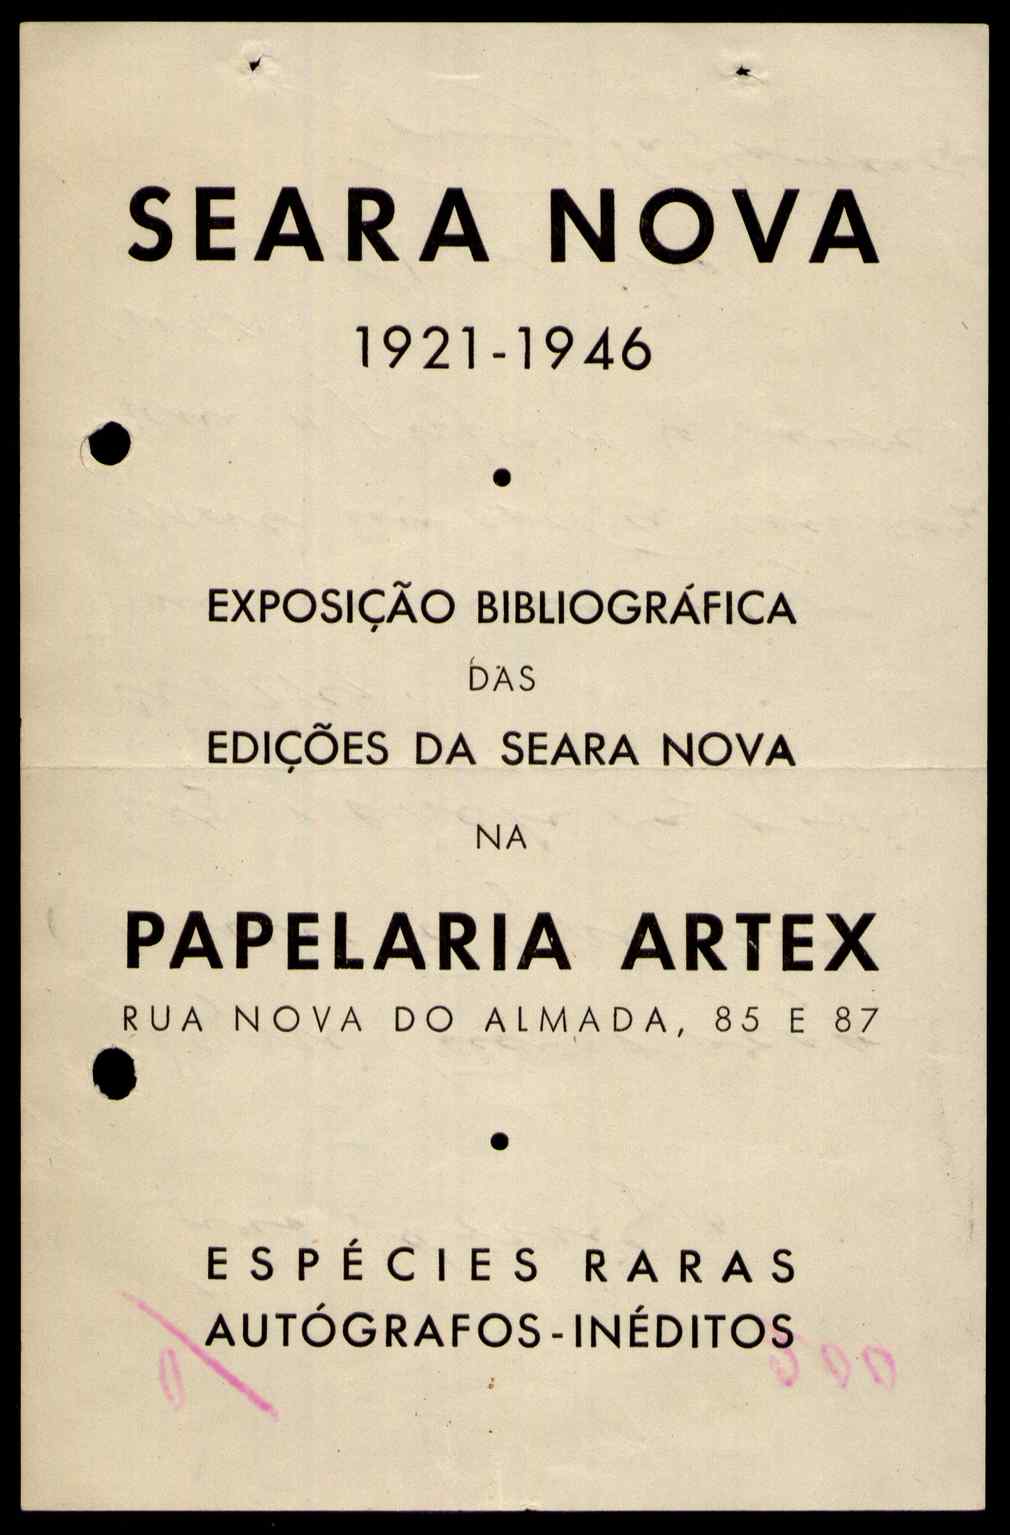 SEARA NOVA
1921-1946
•
EXPOSIÇÃO BIBLIOGRÁFICA
DAS
EDIÇÕES DA SEARA NOVA
NA
PAPELARIA ARTEX
RUA NOVA DO ALMADA, 85 E 87
•
ESPÉCIES RARAS
AUTÓGRAFOS-INÉDITOS